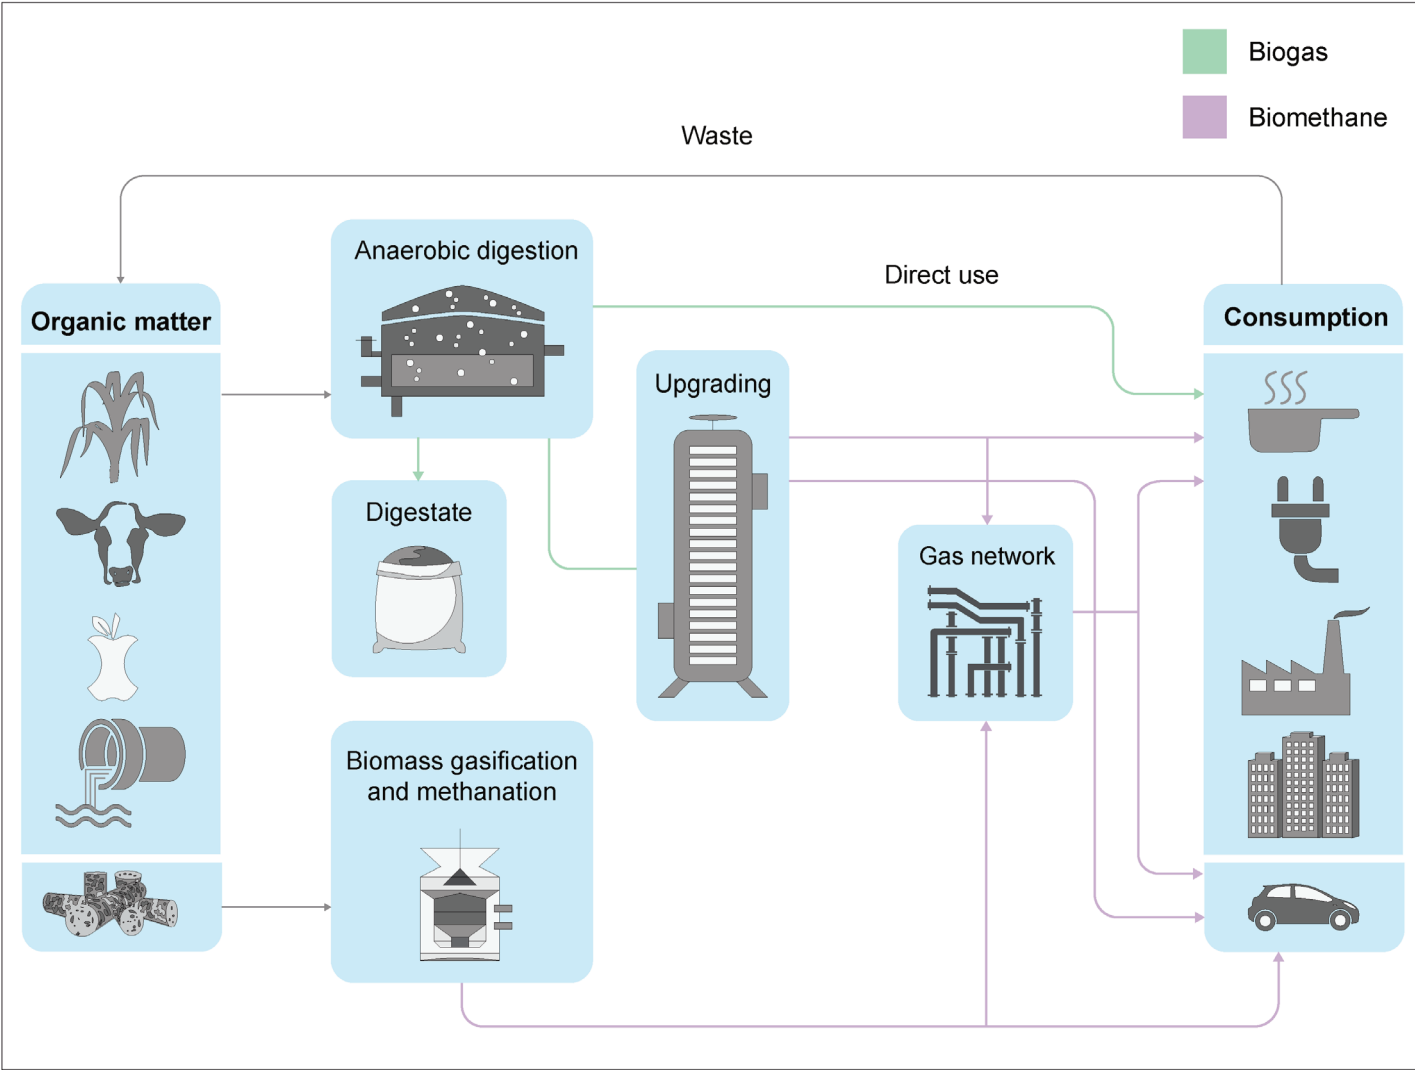 Biogas
Biomethane
Waste
Anaerobic digestion
Direct use
Organic matter
Consumption
Upgrading
Digestate
Gas network
Biomass gasification
and methanation